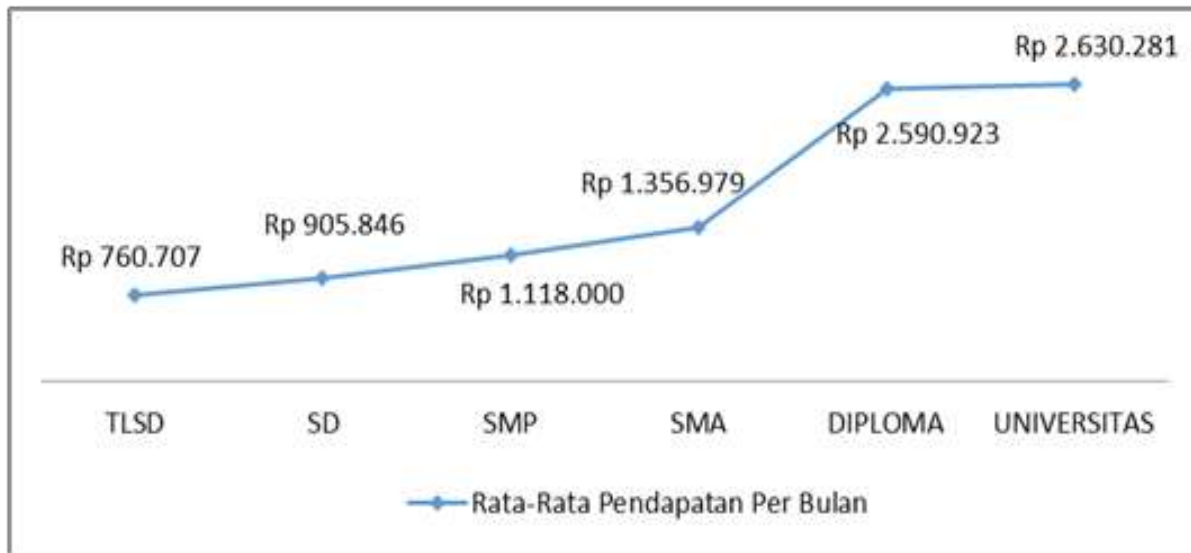 Rp 2.630.281
Rp 2.590.923
Rp 1.356.979
Rp 905.846
Rp 760.707
Rp 1.118.000
TLSD SD SMP SMA DIPLOMA UNIVERSITAS
Rata-Rata Pendapatan Per Bulan